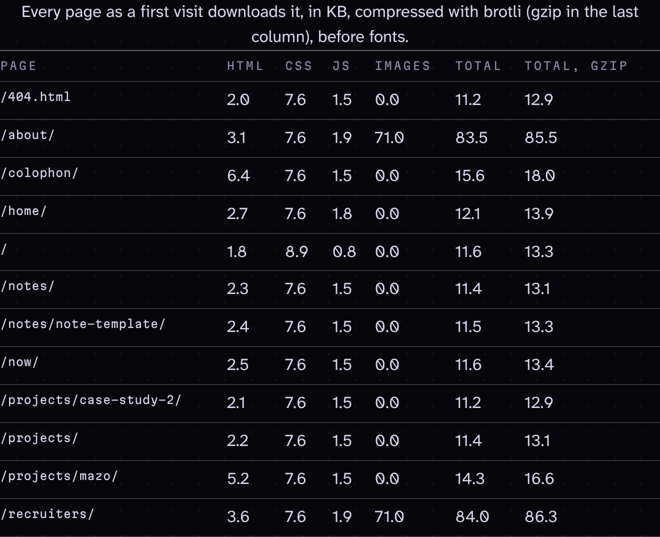 Every page as a first visit downloads it, in KB, compressed with brotli (gzip in the last
column), before fonts.
PAGE HTML CSS JS IMAGES TOTAL TOTAL, GZIP
/404.html 2.0 7.6 1.5 0.0 11.2 12.9
/about/ 3.1 7.6 1.9 71.0 83.5 85.5
/colophon/ 6.4 7.6 1.5 0.0 15.6 18.0
/home/ 2.7 7.6 1.8 0.0 12.1 13.9
/ 1.8 8.9 0.8 0.0 11.6 13.3
/notes/ 2.3 7.6 1.5 0.0 11.4 13.1
/notes/note-template/ 2.4 7.6 1.5 0.0 11.5 13.3
/now/ 2.5 7.6 1.5 0.0 11.6 13.4
/projects/case-study-2/ 2.1 7.6 1.5 0.0 11.2 12.9
/projects/ 2.2 7.6 1.5 0.0 11.4 13.1
/projects/mazo/ 5.2 7.6 1.5 0.0 14.3 16.6
/recruiters/ 3.6 7.6 1.9 71.0 84.0 86.3